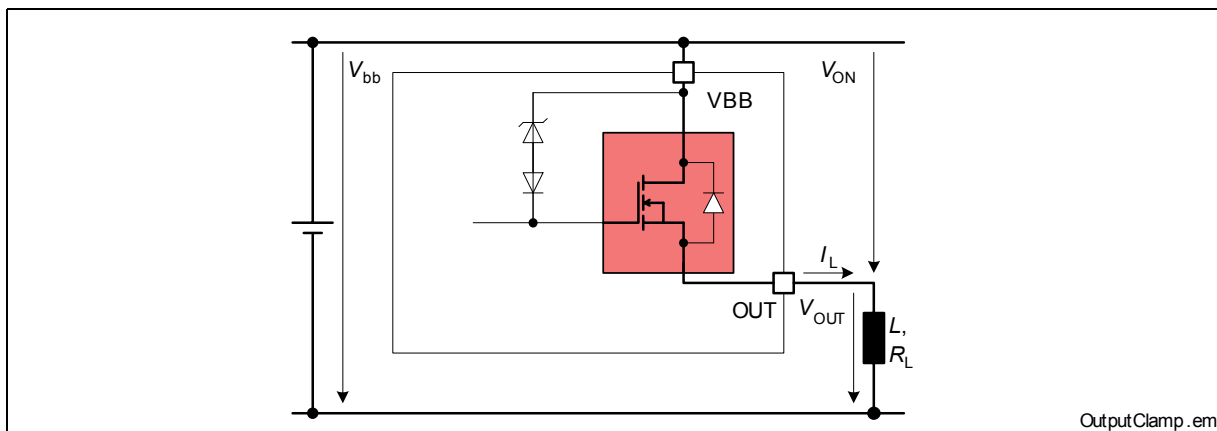 Vbb
VON
VBB
IL
OUT
VOUT
L,
RL
OutputClamp.em